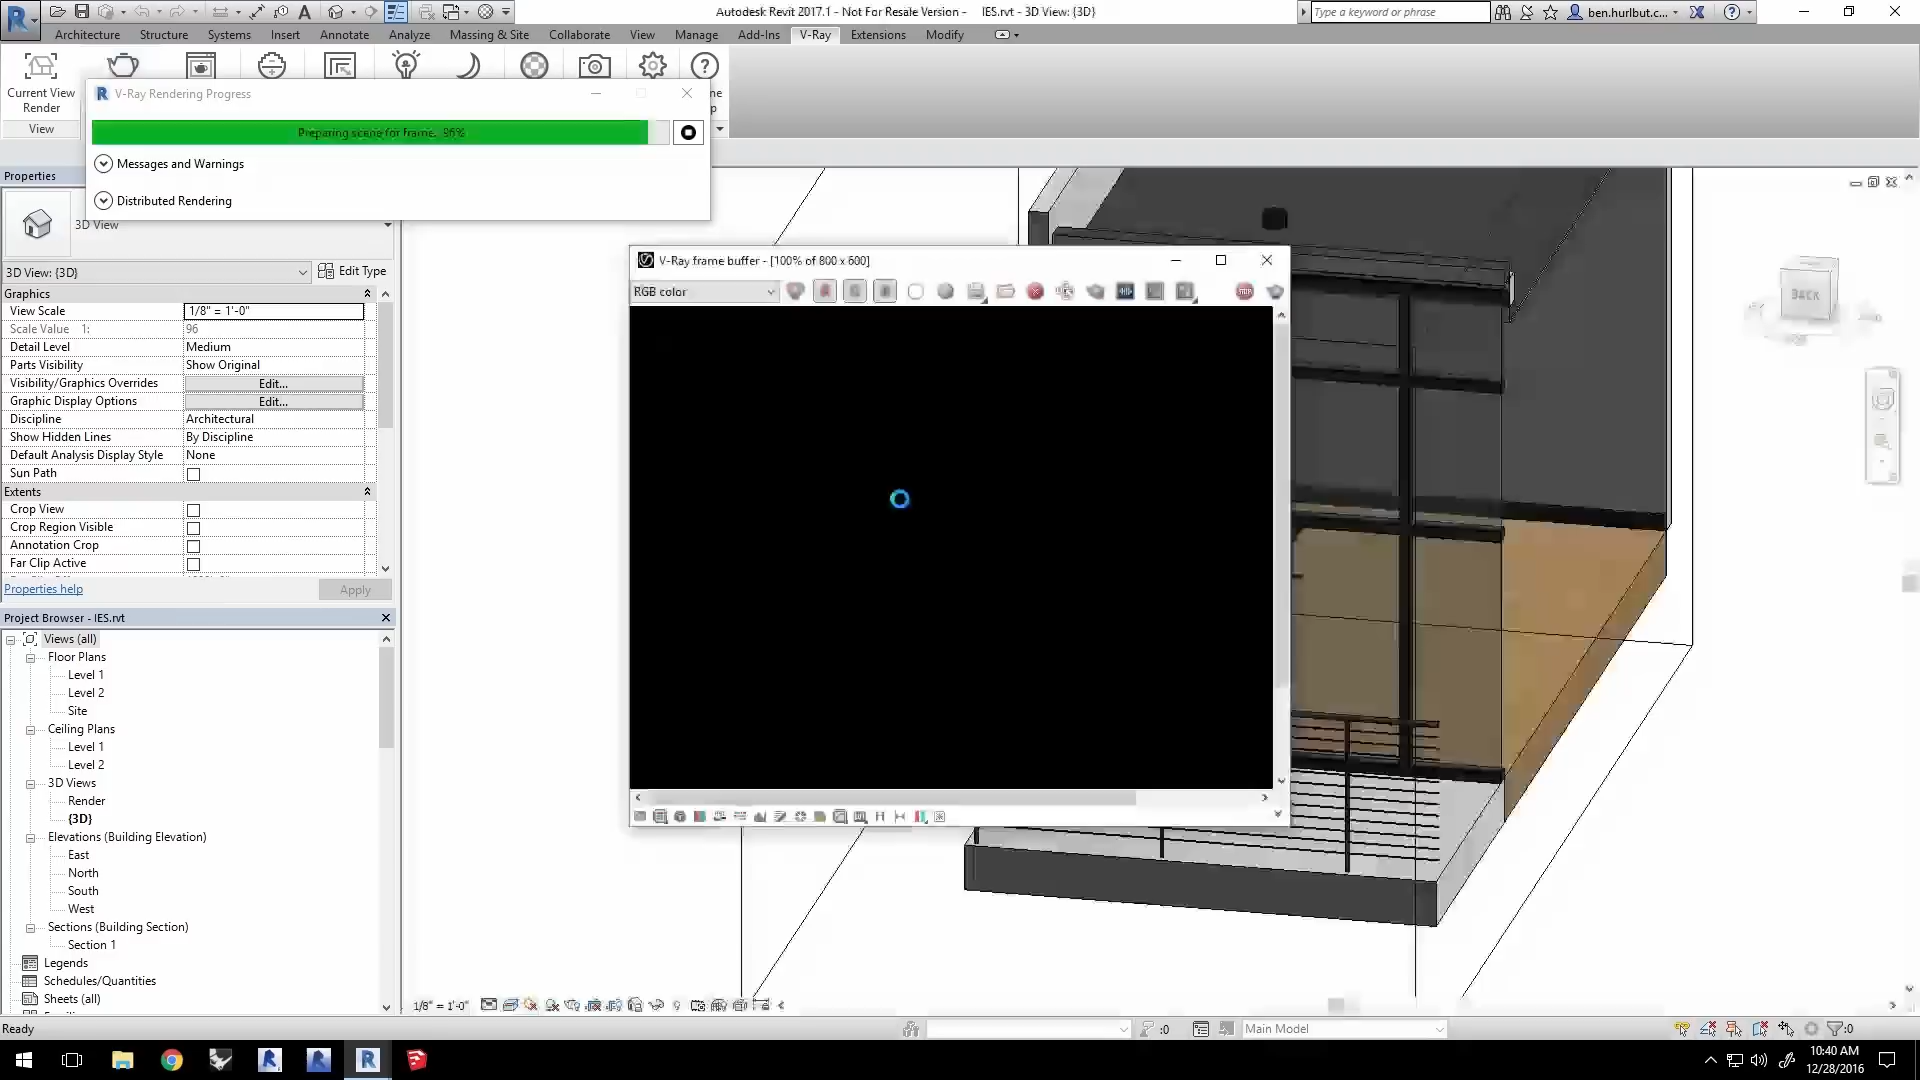 Autodesk Revit 2017.1 - Not For Resale Version - IES.rvt - 3D View: {3D}
Type a keyword or phrase
ben.hurlbut.c...
Architecture
Structure
Systems
Insert
Annotate
Analyze
Massing & Site
Collaborate
View
Manage
Add-Ins
V-Ray
Extensions
Modify
Current View
Render
View
V-Ray Rendering Progress
Preparing scene for frame. 96%
Messages and Warnings
Distributed Rendering
Properties
3D View
3D View: {3D}
Edit Type
Graphics
View Scale 1/8" = 1'-0"
Scale Value 1: 96
Detail Level Medium
Parts Visibility Show Original
Visibility/Graphics Overrides Edit...
Graphic Display Options Edit...
Discipline Architectural
Show Hidden Lines By Discipline
Default Analysis Display Style None
Sun Path
Extents
Crop View
Crop Region Visible
Annotation Crop
Far Clip Active
Properties help
Apply
Project Browser - IES.rvt
Views (all)
Floor Plans
Level 1
Level 2
Site
Ceiling Plans
Level 1
Level 2
3D Views
Render
{3D}
Elevations (Building Elevation)
East
North
South
West
Sections (Building Section)
Section 1
Legends
Schedules/Quantities
Sheets (all)
V-Ray frame buffer - [100% of 800 x 600]
RGB color
BACK
1/8" = 1'-0"
Ready
:0
Main Model
:0
10:40 AM
12/28/2016